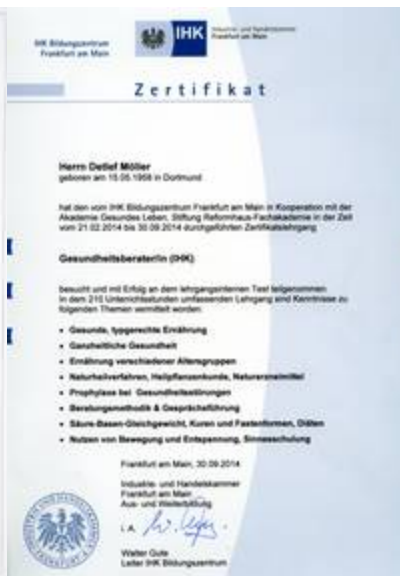 IHK Bildungszentrum
Frankfurt am Main
IHK
Industrie- und Handelskammer
Frankfurt am Main
Zertifikat
Herrn Detlef Möller
geboren am 15.05.1958 in Dortmund
hat den vom IHK Bildungszentrum Frankfurt am Main in Kooperation mit der
Akademie Gesundes Leben, Stiftung Reformhaus-Fachakademie in der Zeit
vom 21.02.2014 bis 30.09.2014 durchgeführten Zertifikatslehrgang
Gesundheitsberater/in (IHK)
besucht und mit Erfolg an dem lehrgangsinternen Test teilgenommen.
In dem 210 Unterrichtsstunden umfassenden Lehrgang sind Kenntnisse zu
folgenden Themen vermittelt worden:
• Gesunde, typgerechte Ernährung
• Ganzheitliche Gesundheit
• Ernährung verschiedener Altersgruppen
• Naturheilverfahren, Heilpflanzenkunde, Naturarzneimittel
• Prophylaxe bei Gesundheitsstörungen
• Beratungsmethodik & Gesprächsführung
• Säure-Basen-Gleichgewicht, Kuren und Fastenformen, Diäten
• Nutzen von Bewegung und Entspannung, Sinnesschulung
Frankfurt am Main, 30.09.2014
Industrie- und Handelskammer
Frankfurt am Main
Aus- und Weiterbildung
i. A.
Walter Gute
Leiter IHK Bildungszentrum